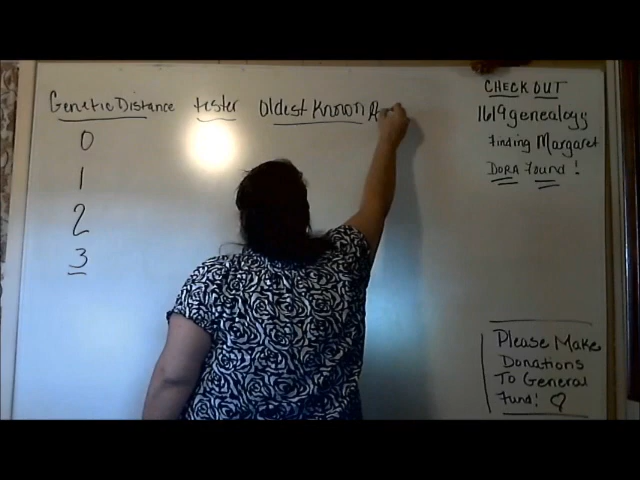 Genetic Distance tester Oldest Known
0
1
2
3
CHECK OUT
1619genealogy
Finding Margaret
DORA Found!
Please Make
Donations
To General
Fund! ♡